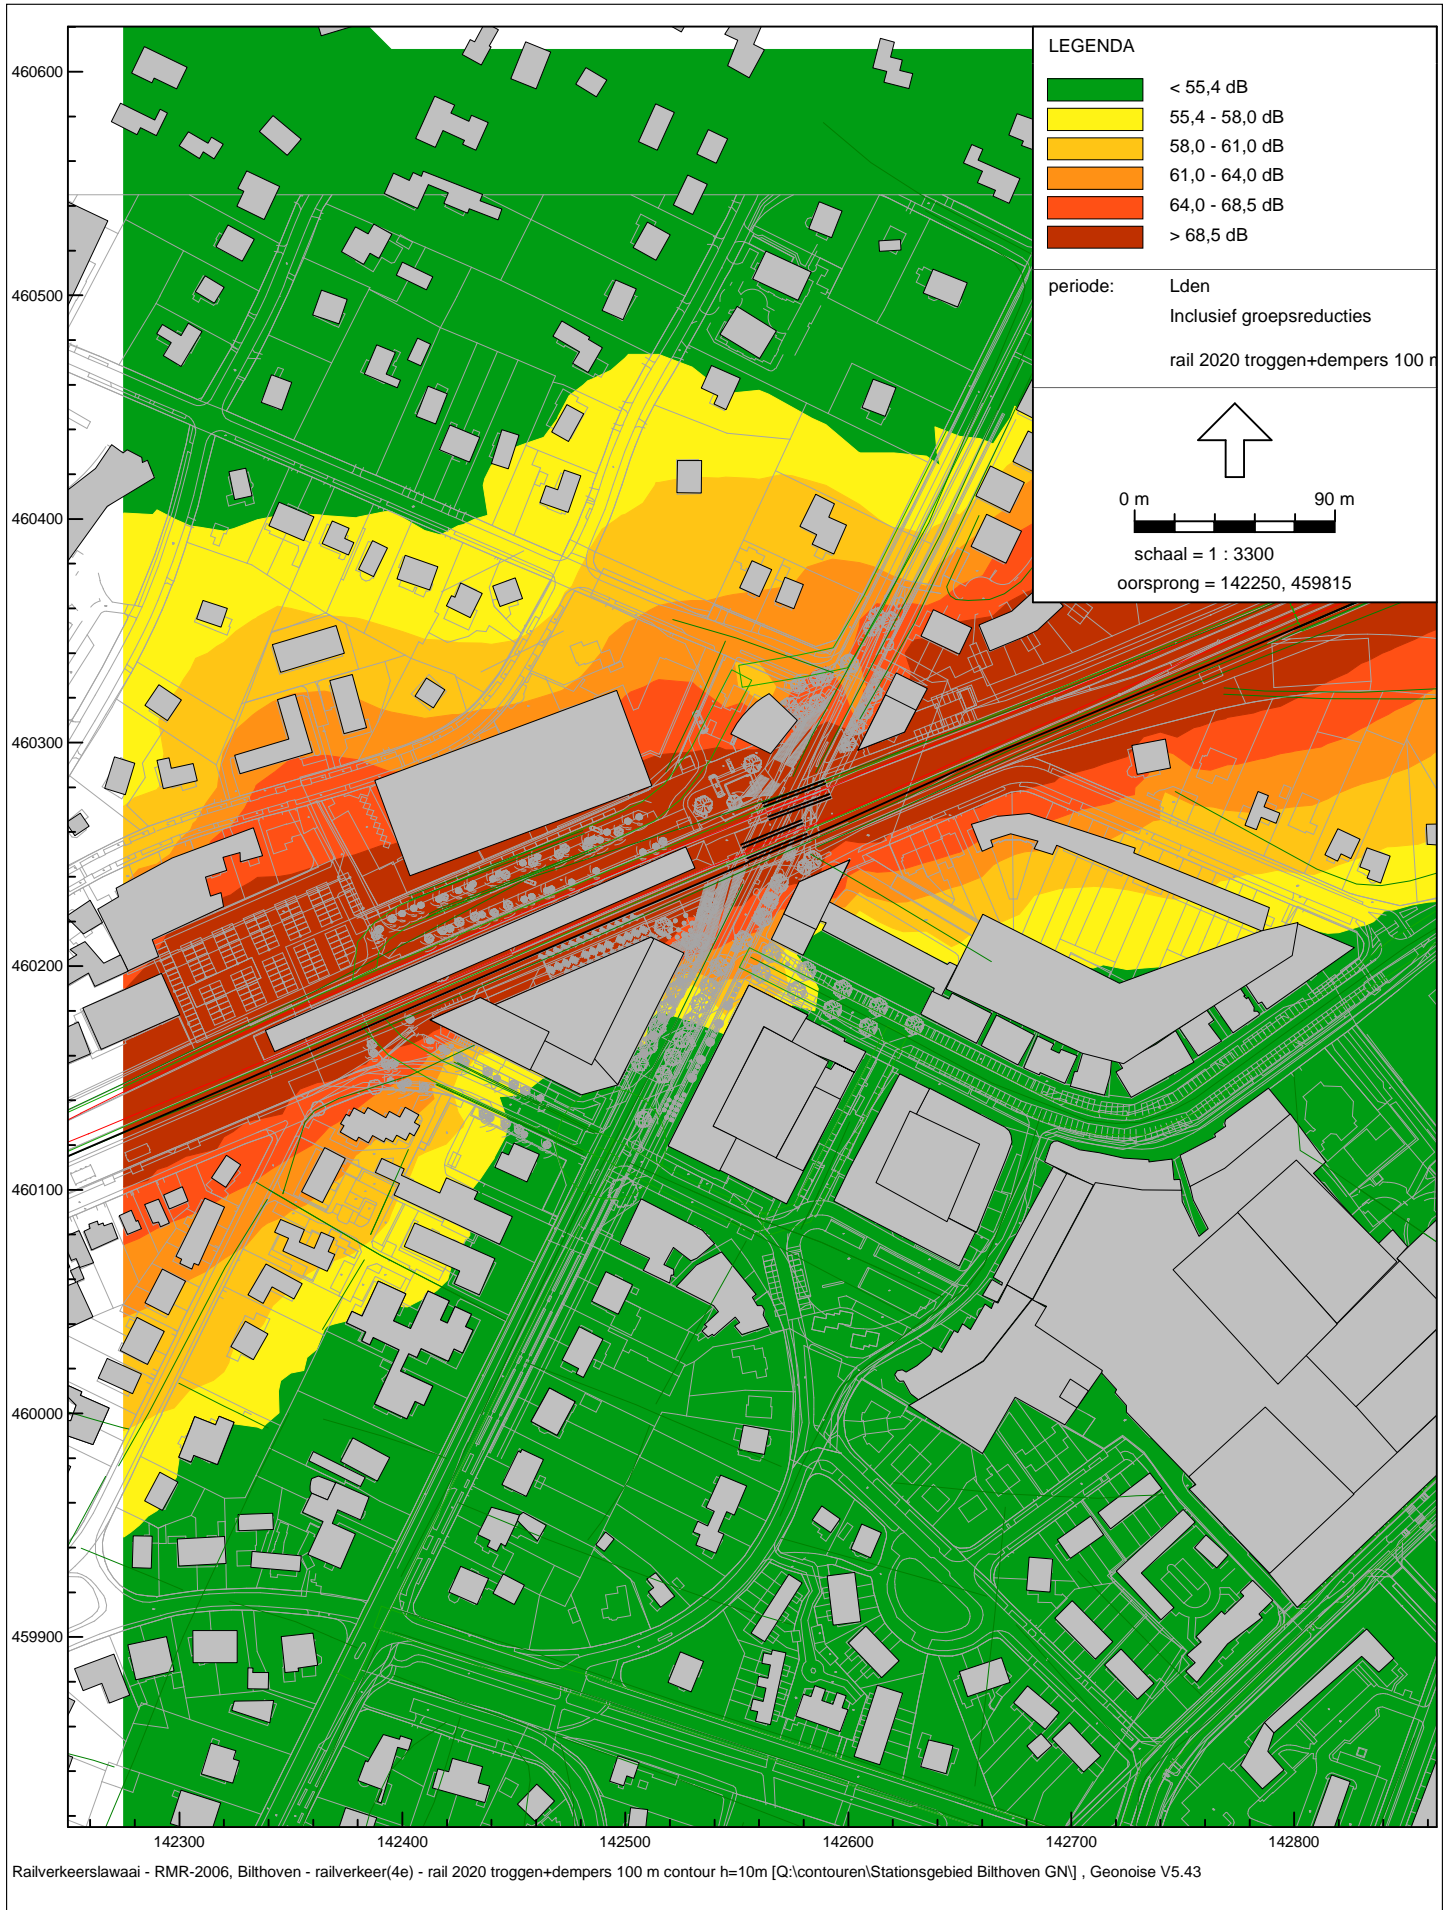 LEGENDA
< 55,4 dB
55,4 - 58,0 dB
58,0 - 61,0 dB
61,0 - 64,0 dB
64,0 - 68,5 dB
> 68,5 dB
periode: Lden
Inclusief groepsreducties
rail 2020 troggen+dempers 100 m
0 m 90 m
schaal = 1 : 3300
oorsprong = 142250, 459815
460600
460500
460400
460300
460200
460100
460000
459900
142300 142400 142500 142600 142700 142800
Railverkeerslawaai - RMR-2006, Bilthoven - railverkeer(4e) - rail 2020 troggen+dempers 100 m contour h=10m [Q:\contouren\Stationsgebied Bilthoven GN\] , Geonoise V5.43